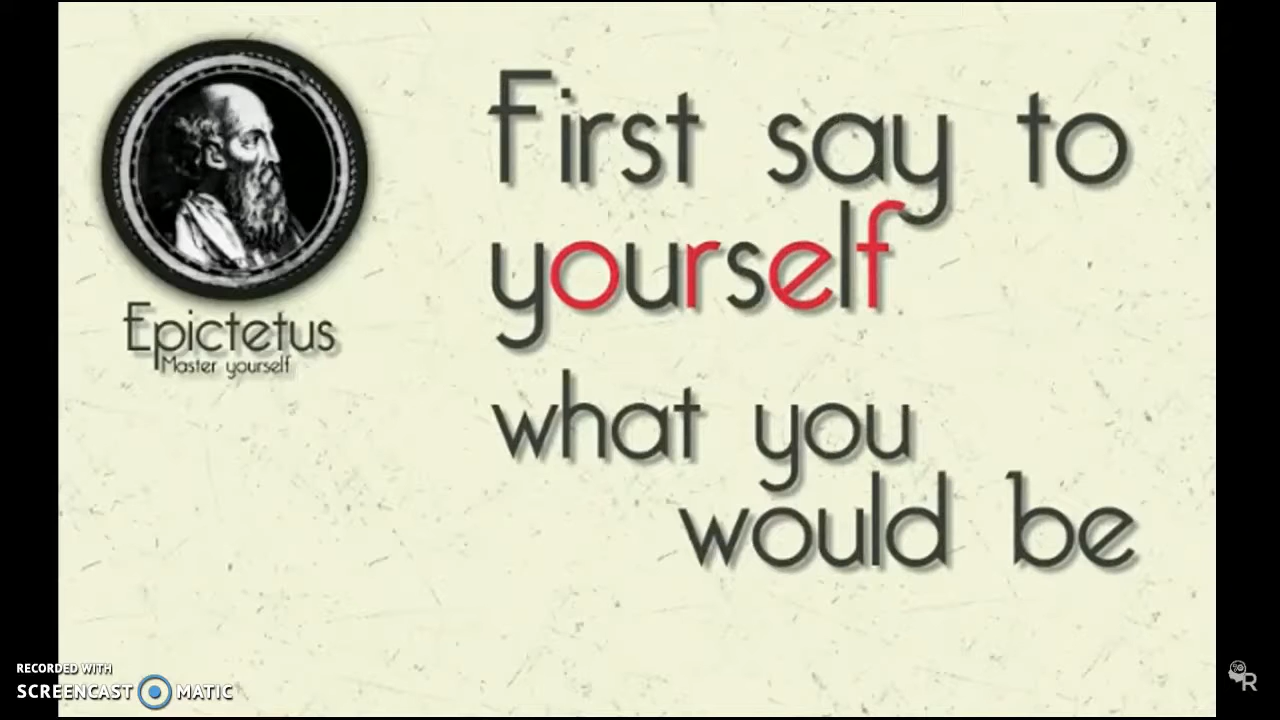 First say to
yourself
what you
would be
Epictetus
Master yourself
RECORDED WITH
SCREENCAST MATIC
R